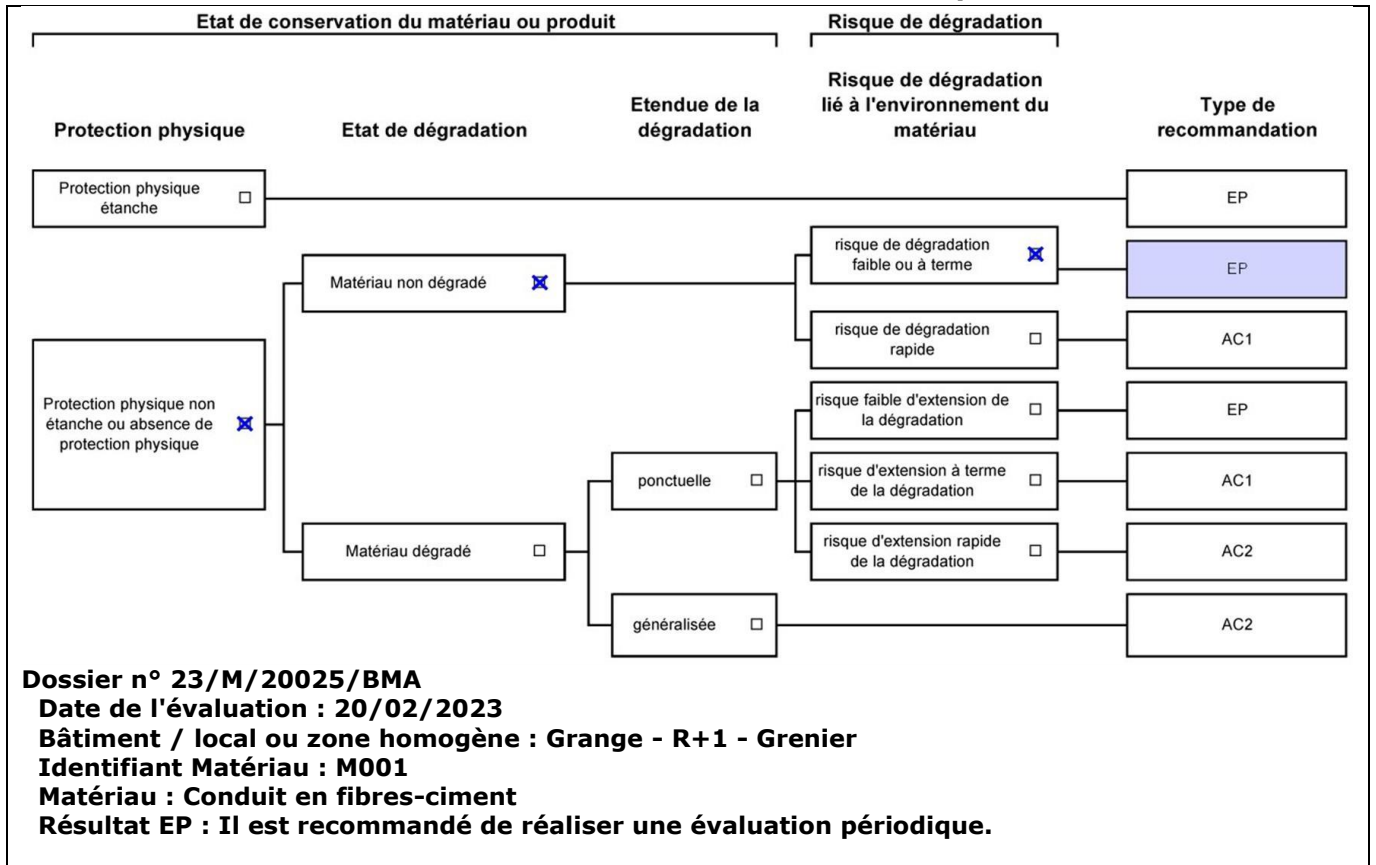 Etat de conservation du matériau ou produit
Risque de dégradation
Protection physique
Etat de dégradation
Etendue de la
dégradation
Risque de dégradation
lié à l'environnement du
matériau
Type de
recommandation
Protection physique
étanche
EP
risque de dégradation
faible ou à terme
EP
Matériau non dégradé
risque de dégradation
rapide
AC1
Protection physique non
étanche ou absence de
protection physique
risque faible d'extension de
la dégradation
EP
ponctuelle
risque d'extension à terme
de la dégradation
AC1
Matériau dégradé
risque d'extension rapide
de la dégradation
AC2
généralisée
AC2
Dossier n° 23/M/20025/BMA
Date de l'évaluation : 20/02/2023
Bâtiment / local ou zone homogène : Grange - R+1 - Grenier
Identifiant Matériau : M001
Matériau : Conduit en fibres-ciment
Résultat EP : Il est recommandé de réaliser une évaluation périodique.